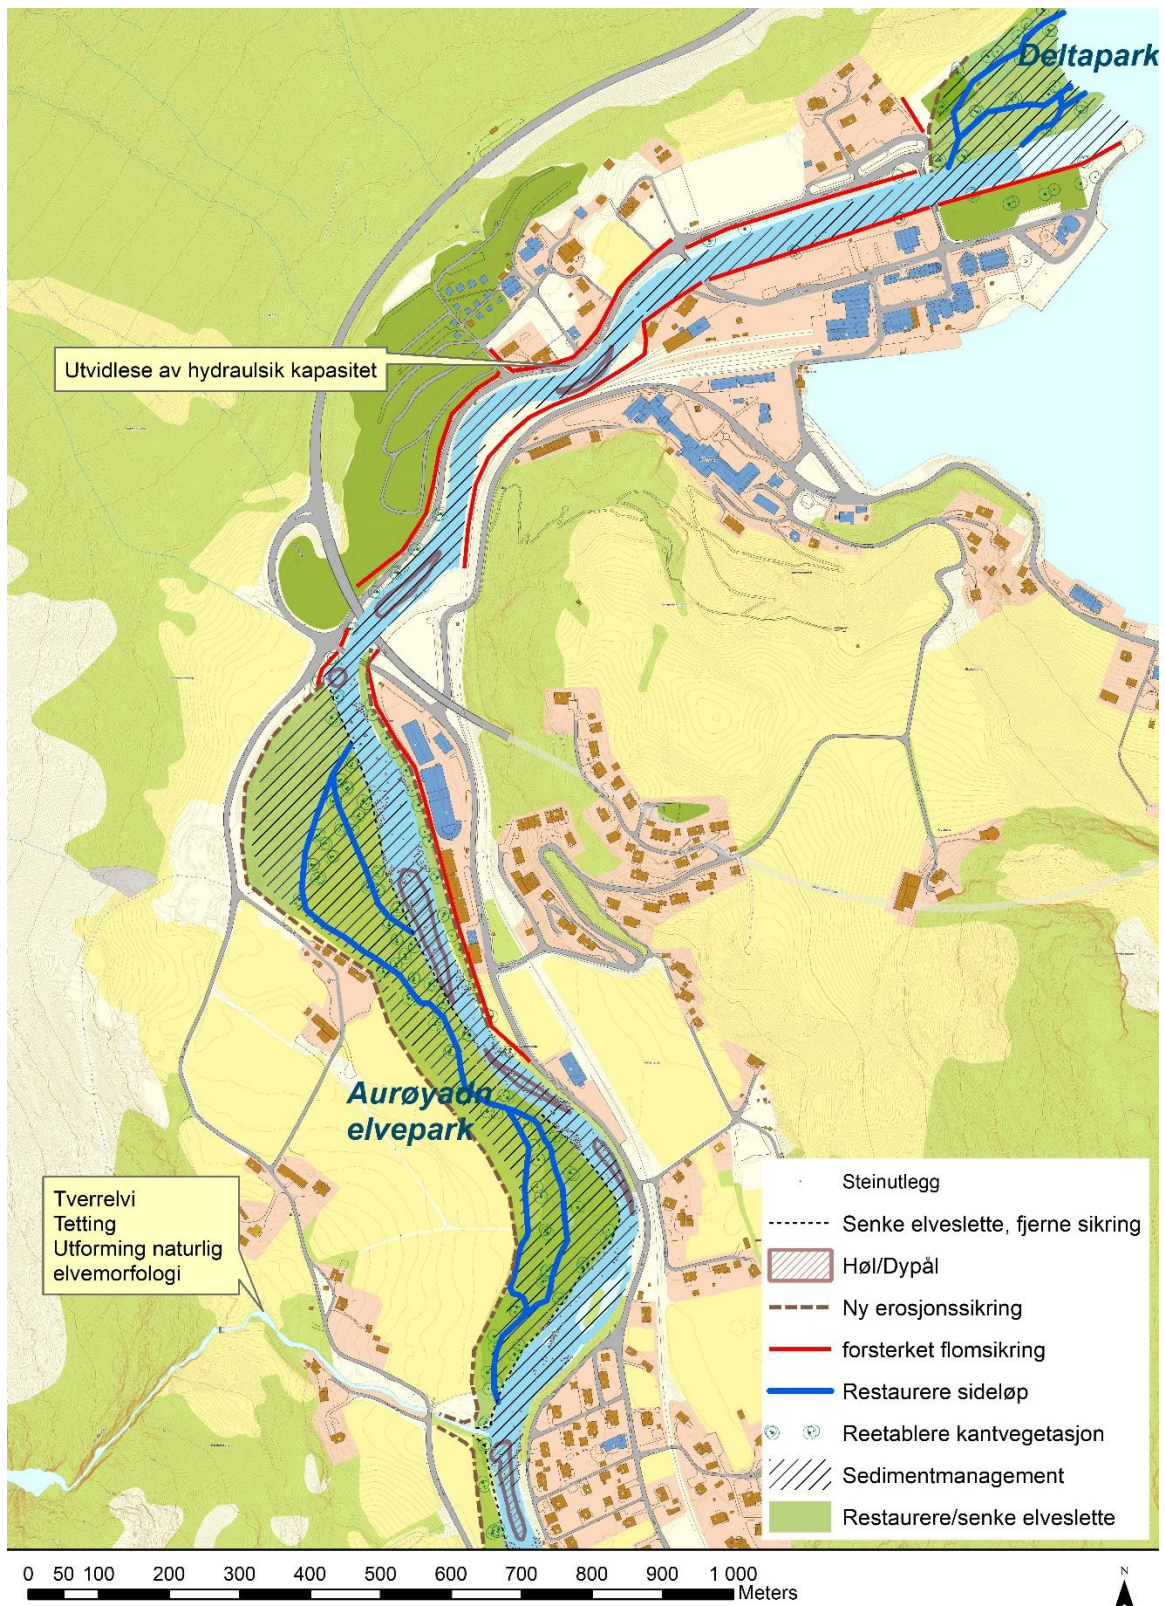 Deltapark
Utvidlese av hydraulsik kapasitet
Aurøyadn
elvepark
Tverrelvi
Tetting
Utforming naturlig
elvemorfologi
Steinutlegg
Senke elveslette, fjerne sikring
Høl/Dypål
Ny erosjonssikring
forsterket flomsikring
Restaurere sideløp
Reetablere kantvegetasjon
Sedimentmanagement
Restaurere/senke elveslette
0 50 100 200 300 400 500 600 700 800 900 1 000
Meters
N